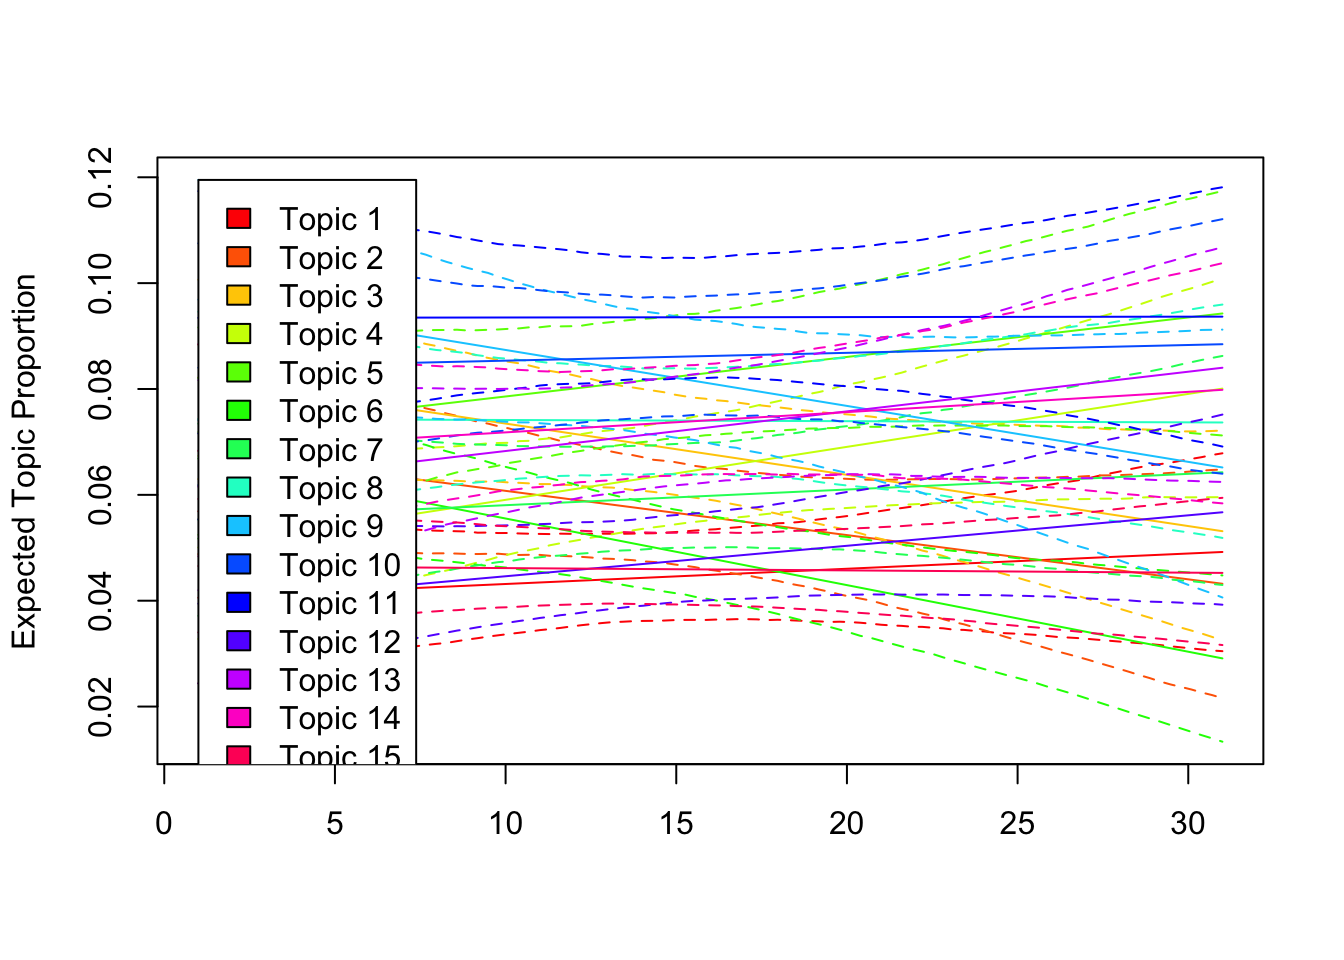 Expected Topic Proportion
0.12
0.10
0.08
0.06
0.04
0.02
Topic 1
Topic 2
Topic 3
Topic 4
Topic 5
Topic 6
Topic 7
Topic 8
Topic 9
Topic 10
Topic 11
Topic 12
Topic 13
Topic 14
Topic 15
0 5 10 15 20 25 30